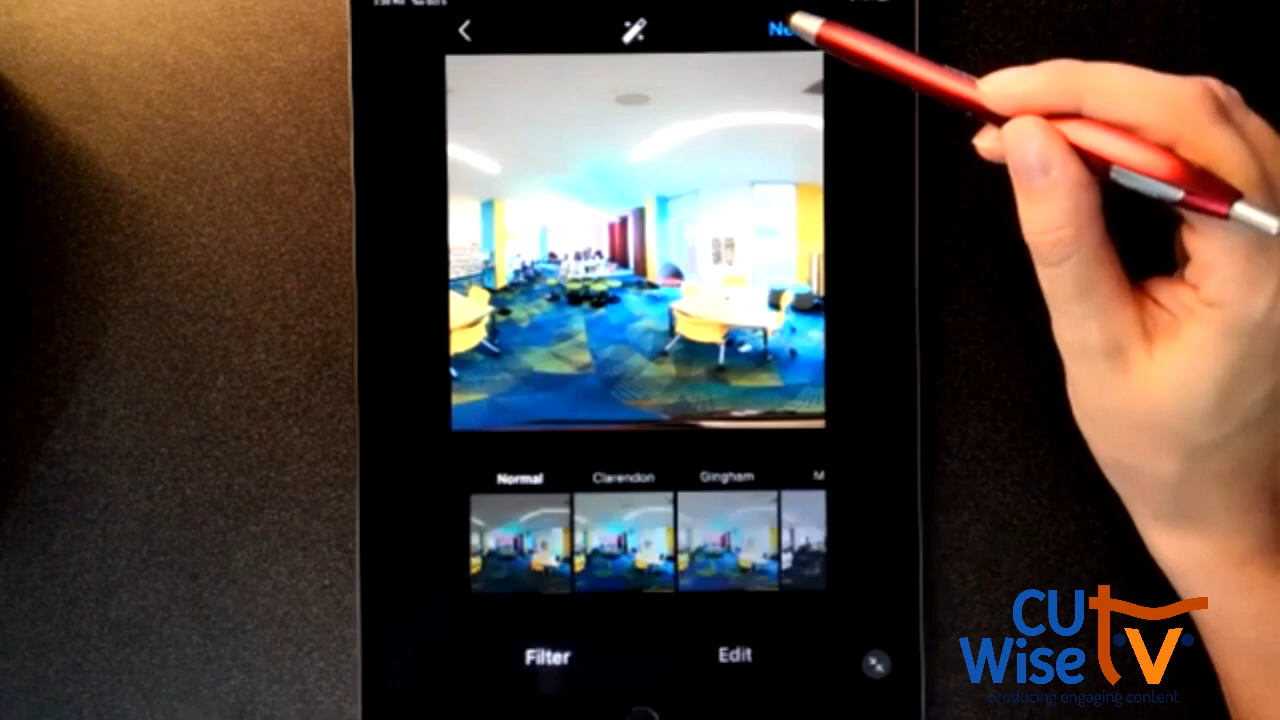 Normal
Clarendon
Gingham
M
Filter
Edit
CU
Wise
TV
producing engaging content